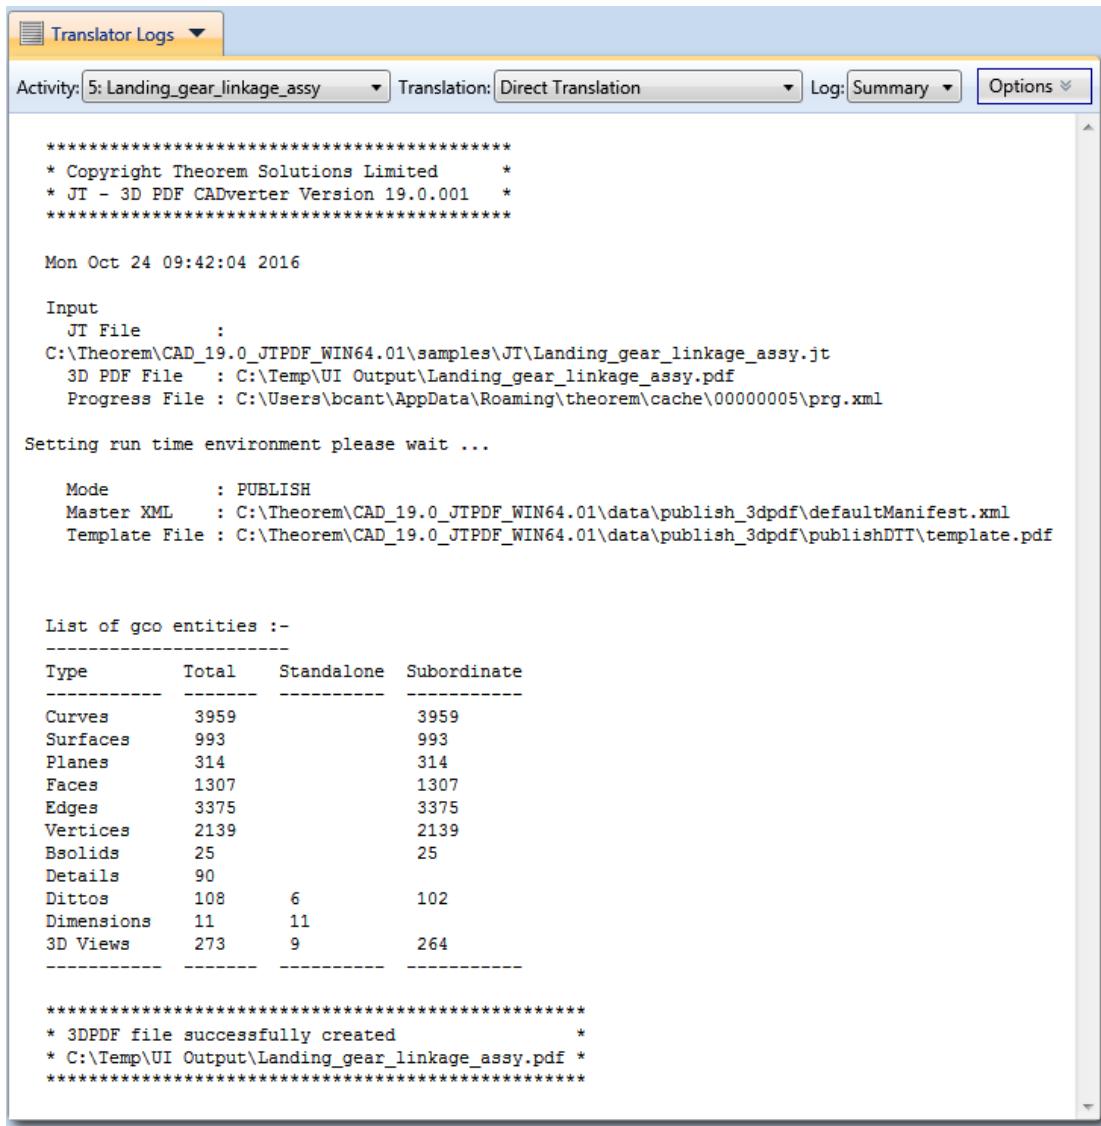 Translator Logs
Activity: 5: Landing_gear_linkage_assy Translation: Direct Translation Log: Summary Options
********************************************
* Copyright Theorem Solutions Limited      *
* JT - 3D PDF CADverter Version 19.0.001   *
********************************************
Mon Oct 24 09:42:04 2016
Input
JT File       :
C:\Theorem\CAD_19.0_JTPDF_WIN64.01\samples\JT\Landing_gear_linkage_assy.jt
3D PDF File   : C:\Temp\UI Output\Landing_gear_linkage_assy.pdf
Progress File : C:\Users\bcant\AppData\Roaming\theorem\cache\00000005\prg.xml
Setting run time environment please wait ...
Mode          : PUBLISH
Master XML    : C:\Theorem\CAD_19.0_JTPDF_WIN64.01\data\publish_3dpdf\defaultManifest.xml
Template File : C:\Theorem\CAD_19.0_JTPDF_WIN64.01\data\publish_3dpdf\publishDTT\template.pdf
List of gco entities :-
-----------------------
Type         Total    Standalone  Subordinate
-----------  -------  ----------  -----------
Curves        3959                 3959
Surfaces      993                  993
Planes        314                  314
Faces         1307                 1307
Edges         3375                 3375
Vertices      2139                 2139
Bsolids       25                   25
Details       90
Dittos        108      6           102
Dimensions    11       11
3D Views      273      9           264
-----------  -------  ----------  -----------
***************************************************
* 3DPDF file successfully created                 *
* C:\Temp\UI Output\Landing_gear_linkage_assy.pdf *
***************************************************